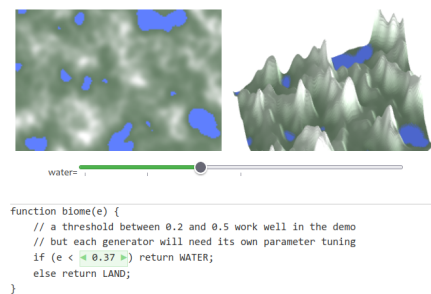 water=
function biome(e) {
    // a threshold between 0.2 and 0.5 work well in the demo
    // but each generator will need its own parameter tuning
    if (e < ◀ 0.37 ▶) return WATER;
    else return LAND;
}